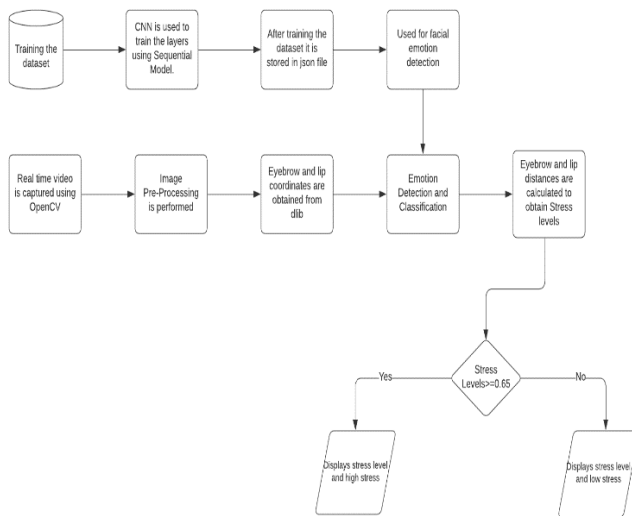 Training the
dataset
CNN is used to
train the layers
using Sequential
Model.
After training the
dataset it is
stored in json file
Used for facial
emotion
detection
Real time video
is captured using
OpenCV
Image
Pre-Processing
is performed
Eyebrow and lip
coordinates are
obtained from
dlib
Emotion
Detection and
Classification
Eyebrow and lip
distances are
calculated to
obtain Stress
levels
Stress
Levels>=0.65
Yes
No
Displays stress level
and high stress
Displays stress level
and low stress